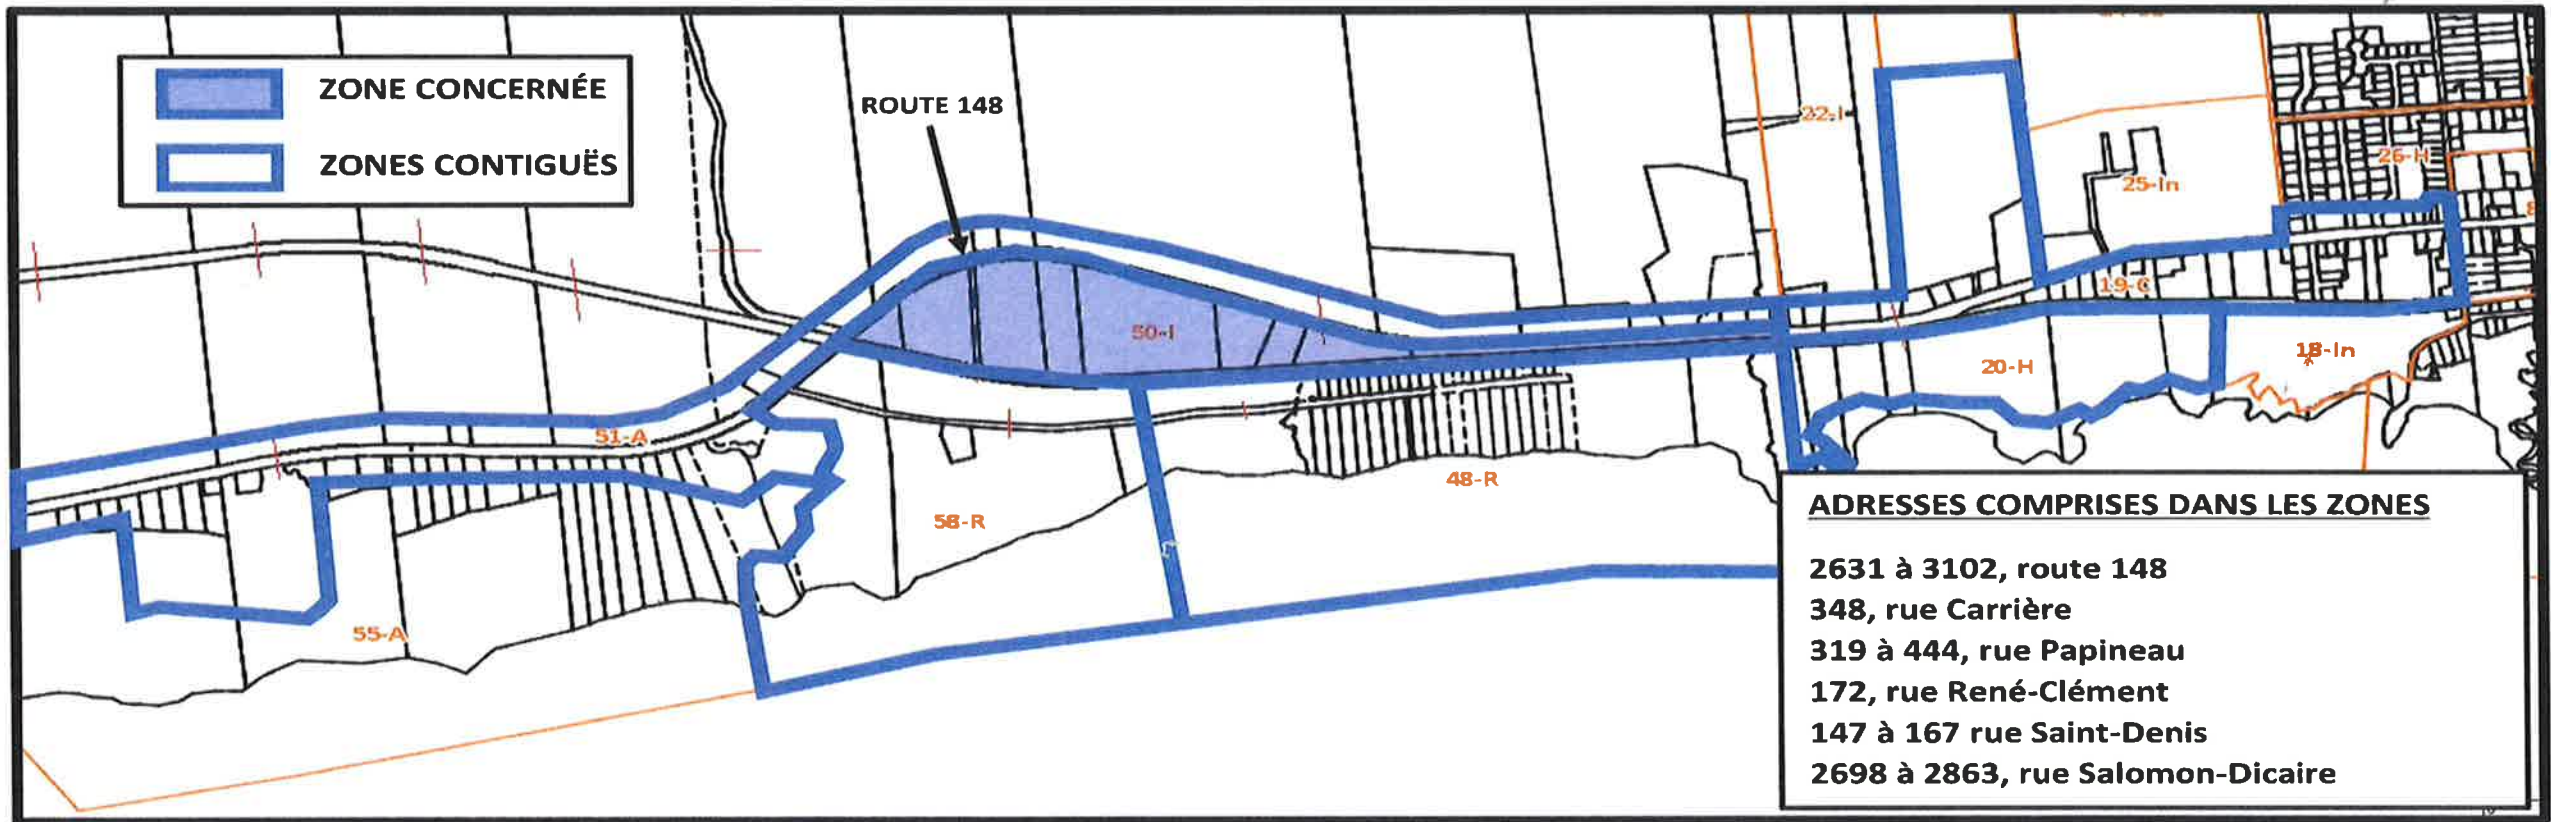 ZONE CONCERNÉE
ZONES CONTIGUËS
ROUTE 148
22-I
26-H
25-In
19-C
50-I
18-In
20-H
51-A
48-R
58-R
55-A
ADRESSES COMPRISES DANS LES ZONES
2631 à 3102, route 148
348, rue Carrière
319 à 444, rue Papineau
172, rue René-Clément
147 à 167 rue Saint-Denis
2698 à 2863, rue Salomon-Dicaire